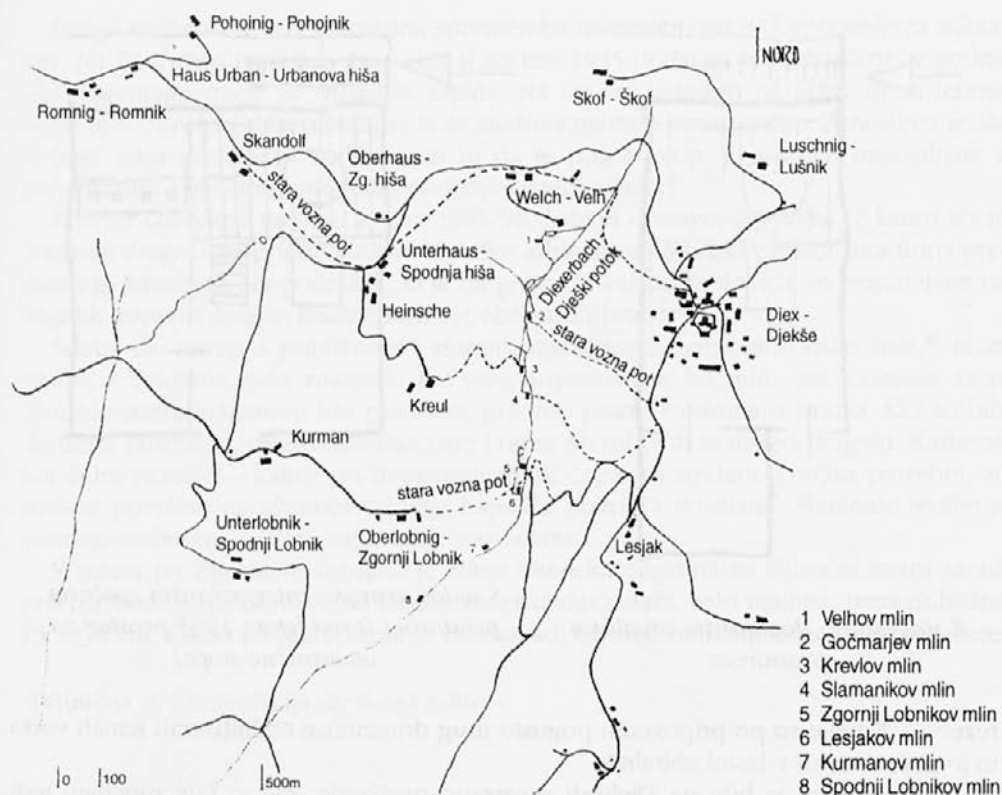 Pohoinig - Pohojnik
NORD
Haus Urban - Urbanova hiša
Romnig - Romnik
Škof - Škof
Skandoll
Oberhaus -
Zg. hiša
Luschnig -
Lušnik
stara vozna pot
Welch - Velh
Unterhaus -
Spodnja hiša
Diexerbach
Dješki potok
Heinsche
Diex -
Djekše
stara vozna pot
Kreul
Kurman
stara vozna pot
Unterlobnik -
Spodnji Lobnik
Oberlobnig -
Zgornji Lobnik
Lesjak
1 Velhov mlin
2 Gočmarjev mlin
3 Krevlov mlin
4 Slamanikov mlin
5 Zgornji Lobnikov mlin
6 Lesjakov mlin
7 Kurmanov mlin
8 Spodnji Lobnikov mlin
0 100 500m